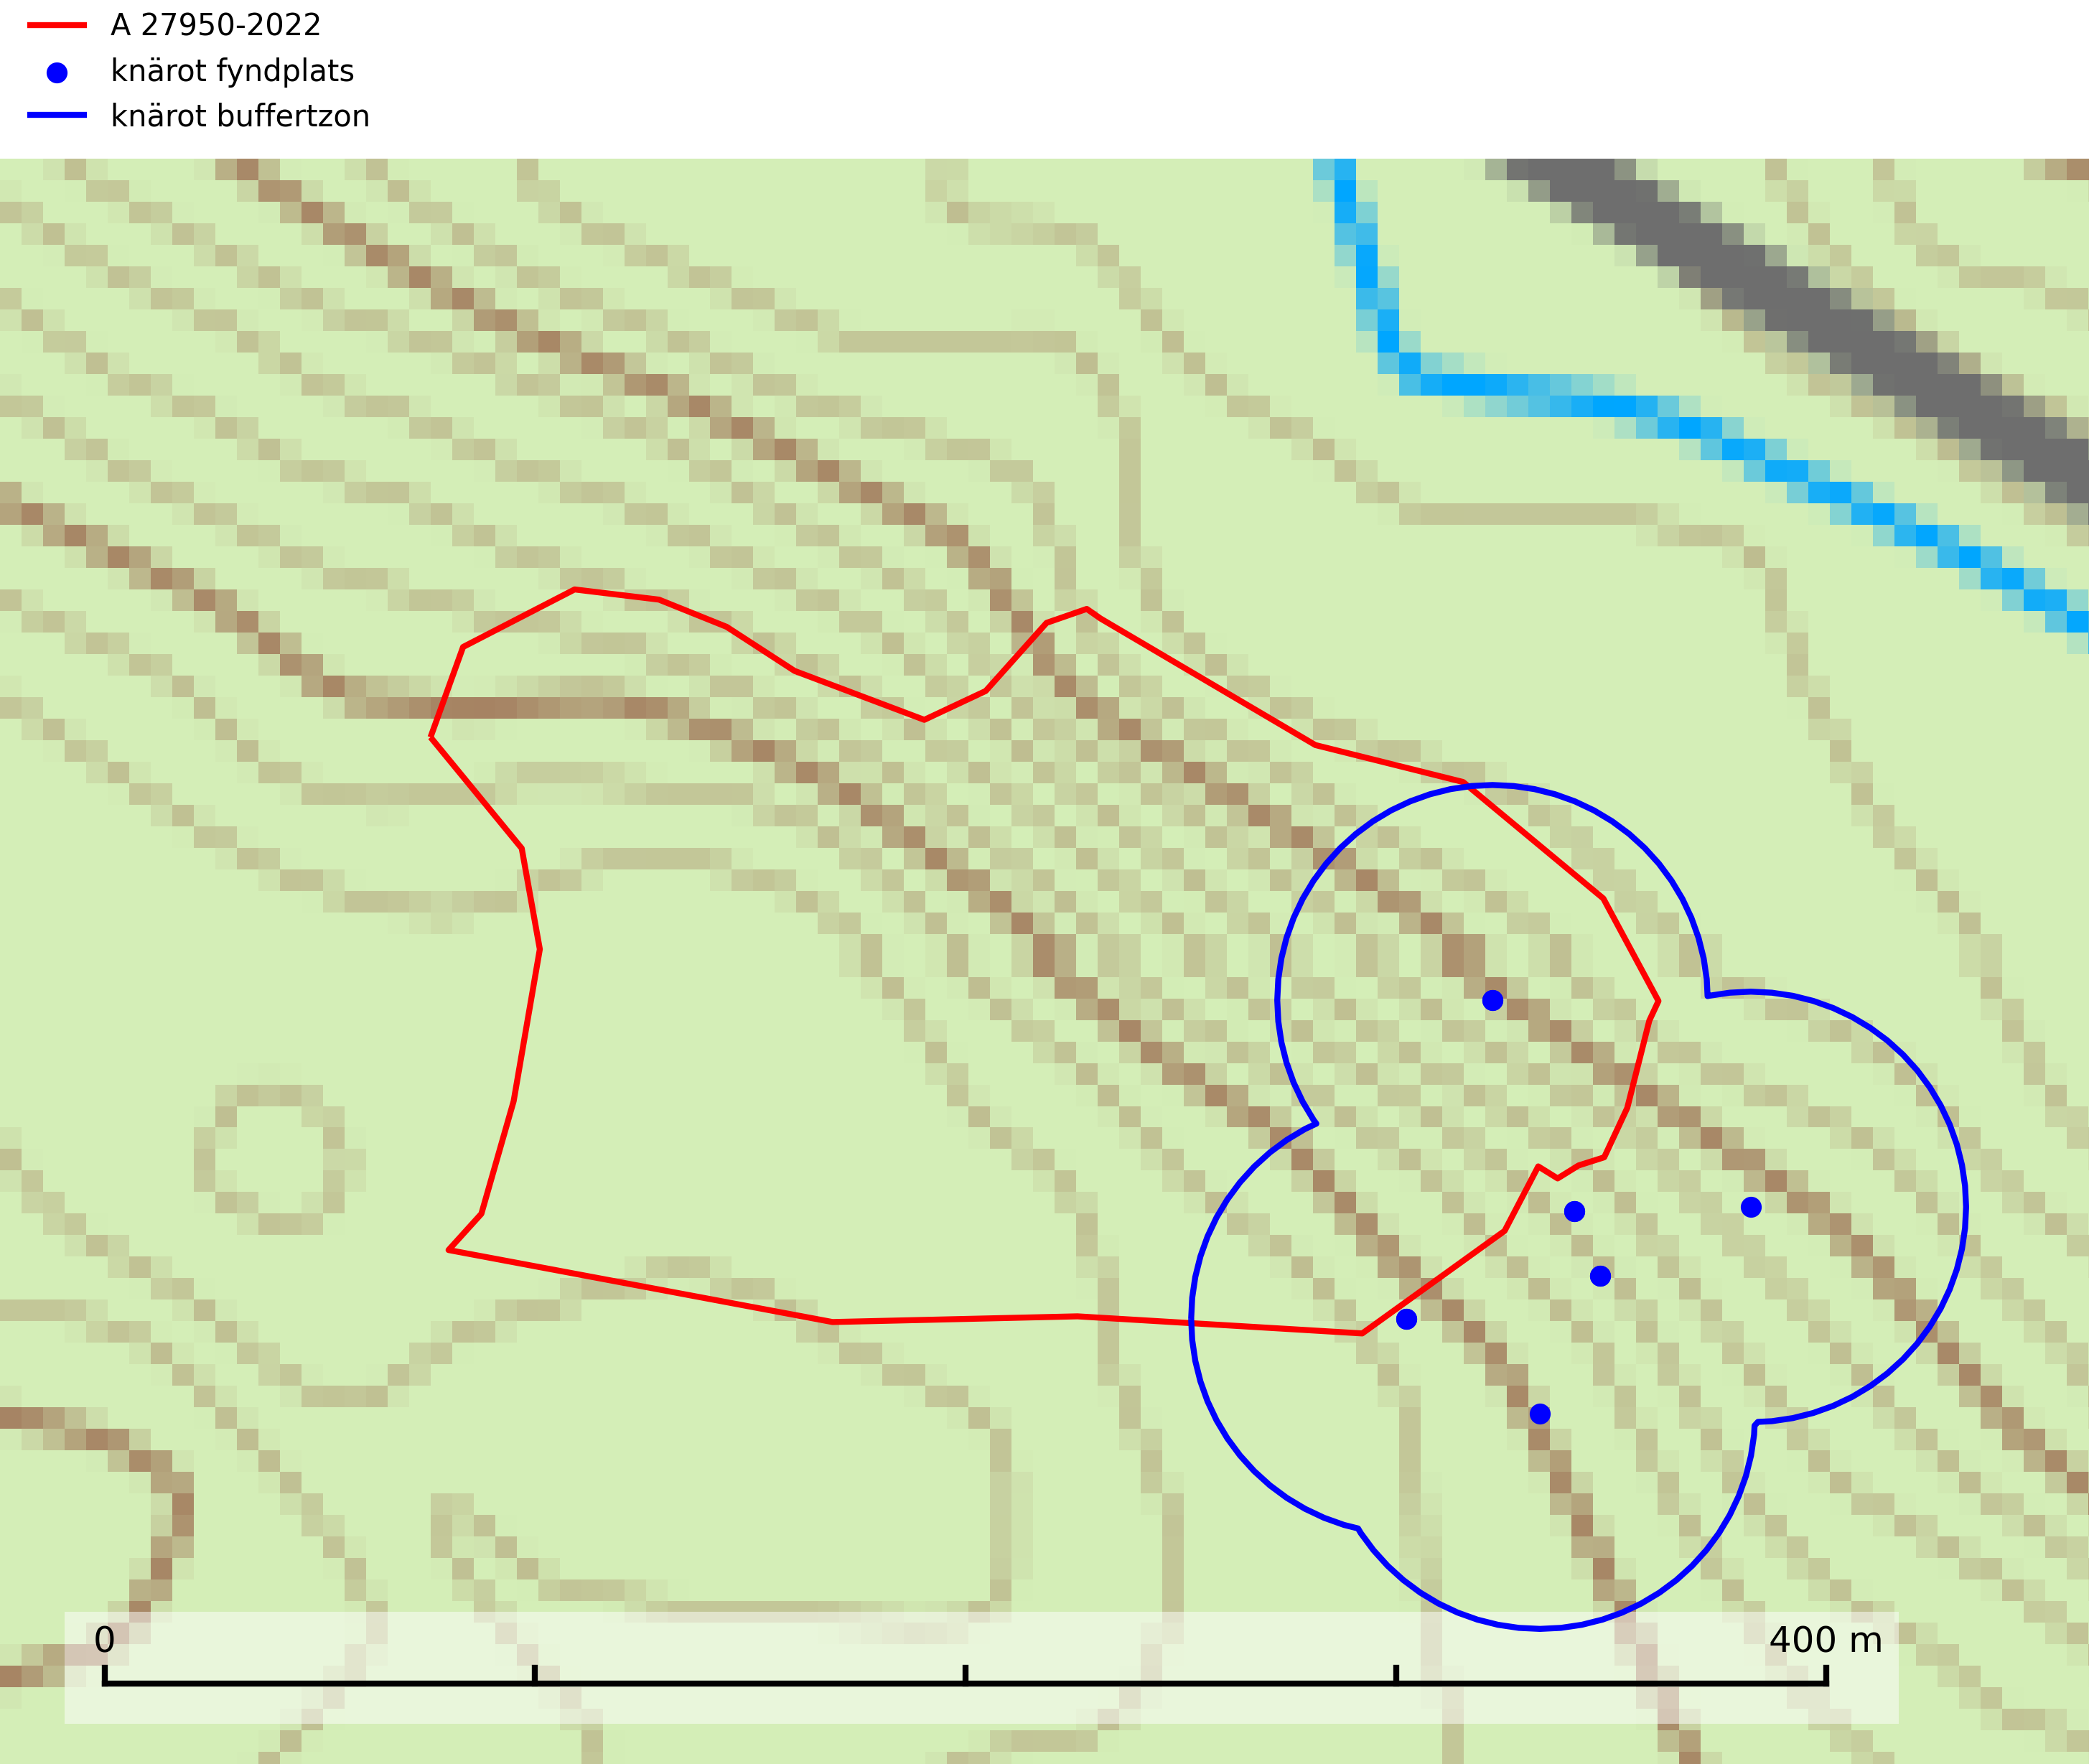 A 27950-2022
knärot fyndplats
knärot buffertzon
0
400 m